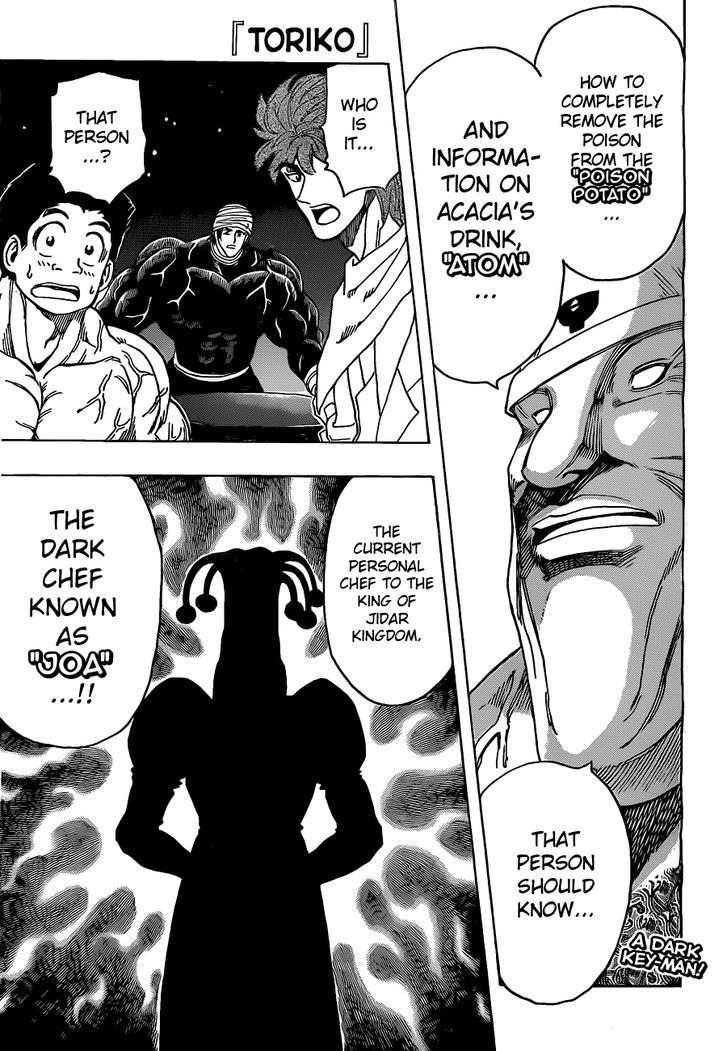 『TORIKO』
HOW TO
COMPLETELY
REMOVE THE
POISON
FROM THE
"POISON
POTATO"
...
AND
INFORMA-
TION ON
ACACIA'S
DRINK,
"ATOM"
...
THAT
PERSON
SHOULD
KNOW...
A DARK
KEY-MAN!
WHO
IS
IT...
THAT
PERSON
...?
THE
CURRENT
PERSONAL
CHEF TO THE
KING OF
JIDAR
KINGDOM.
THE
DARK
CHEF
KNOWN
AS
"JOA"
...!!